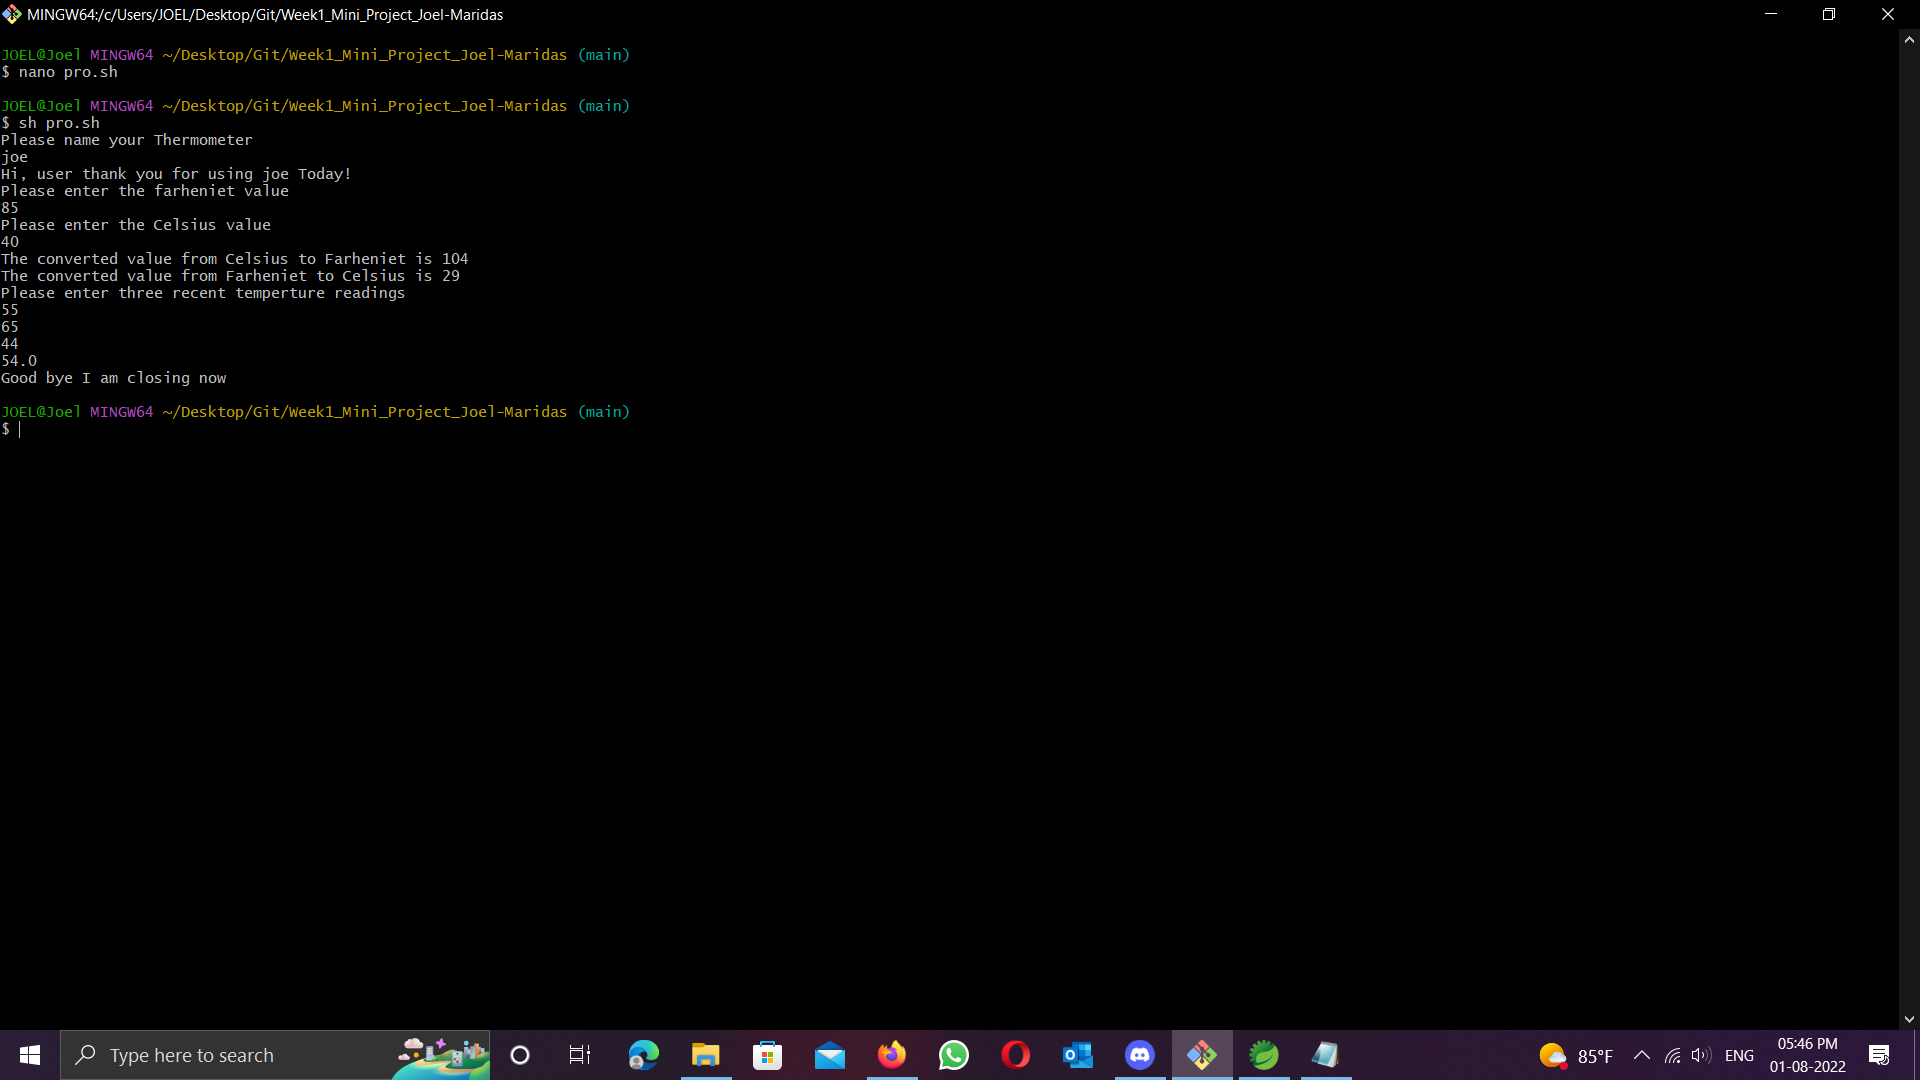 MINGW64:/c/Users/JOEL/Desktop/Git/Week1_Mini_Project_Joel-Maridas
JOEL@Joel MINGW64 ~/Desktop/Git/Week1_Mini_Project_Joel-Maridas (main)
$ nano pro.sh
JOEL@Joel MINGW64 ~/Desktop/Git/Week1_Mini_Project_Joel-Maridas (main)
$ sh pro.sh
Please name your Thermometer
joe
Hi, user thank you for using joe Today!
Please enter the farheniet value
85
Please enter the Celsius value
40
The converted value from Celsius to Farheniet is 104
The converted value from Farheniet to Celsius is 29
Please enter three recent temperture readings
55
65
44
54.0
Good bye I am closing now
JOEL@Joel MINGW64 ~/Desktop/Git/Week1_Mini_Project_Joel-Maridas (main)
$
Type here to search
85°F
ENG
05:46 PM
01-08-2022